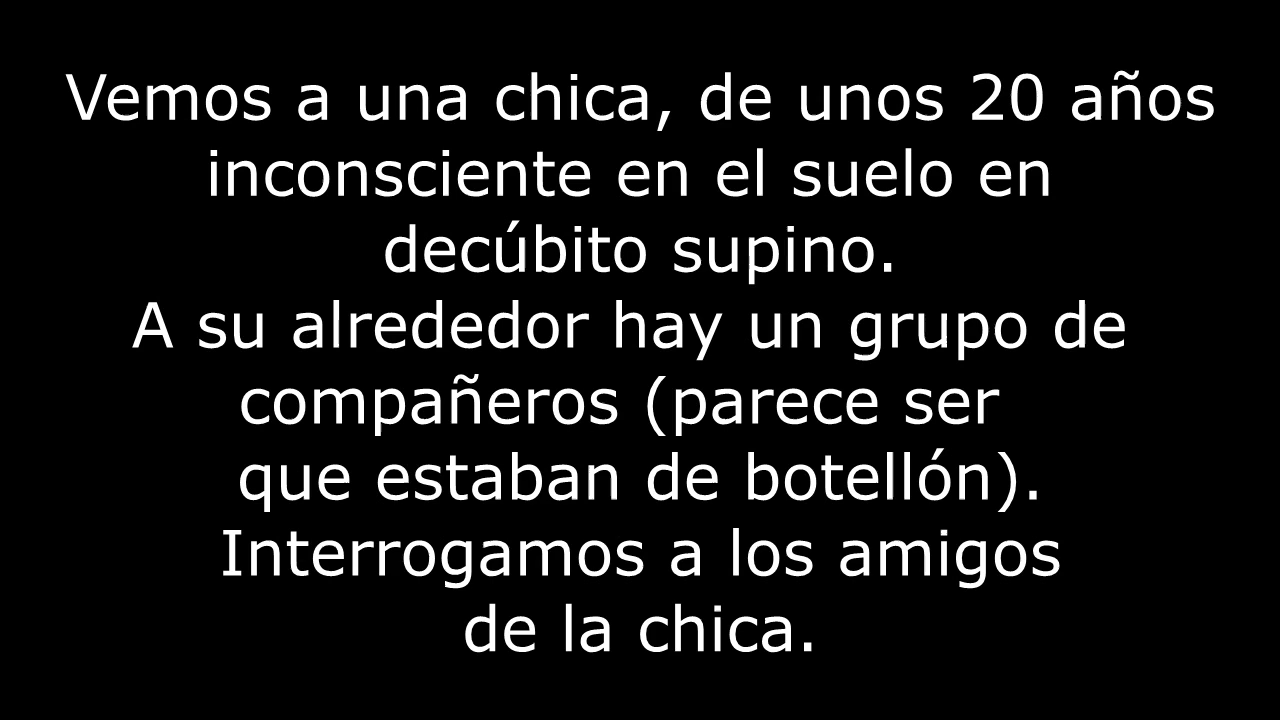 Vemos a una chica, de unos 20 años
inconsciente en el suelo en
decúbito supino.
A su alrededor hay un grupo de
compañeros (parece ser
que estaban de botellón).
Interrogamos a los amigos
de la chica.